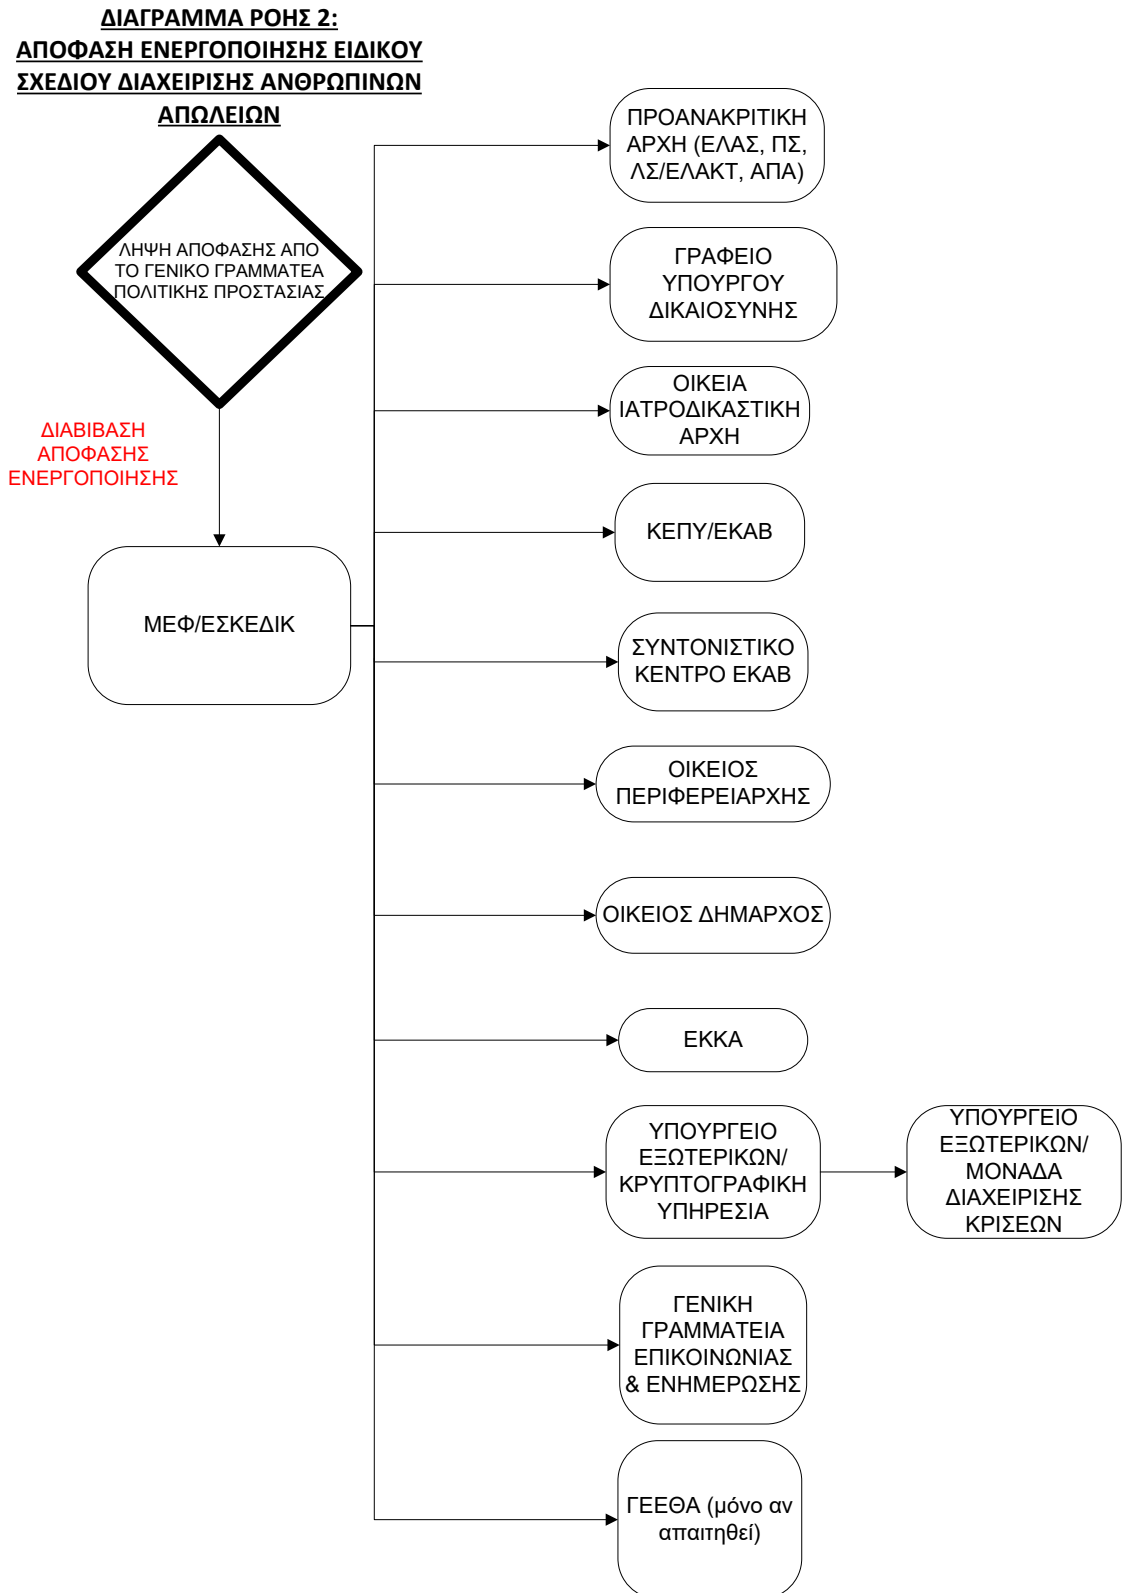 ΔΙΑΓΡΑΜΜΑ ΡΟΗΣ 2:
ΑΠΟΦΑΣΗ ΕΝΕΡΓΟΠΟΙΗΣΗΣ ΕΙΔΙΚΟΥ
ΣΧΕΔΙΟΥ ΔΙΑΧΕΙΡΙΣΗΣ ΑΝΘΡΩΠΙΝΩΝ
ΑΠΩΛΕΙΩΝ
ΛΗΨΗ ΑΠΟΦΑΣΗΣ ΑΠΟ
ΤΟ ΓΕΝΙΚΟ ΓΡΑΜΜΑΤΕΑ
ΠΟΛΙΤΙΚΗΣ ΠΡΟΣΤΑΣΙΑΣ
ΔΙΑΒΙΒΑΣΗ
ΑΠΟΦΑΣΗΣ
ΕΝΕΡΓΟΠΟΙΗΣΗΣ
ΜΕΦ/ΕΣΚΕΔΙΚ
ΠΡΟΑΝΑΚΡΙΤΙΚΗ
ΑΡΧΗ (ΕΛΑΣ, ΠΣ,
ΛΣ/ΕΛΑΚΤ, ΑΠΑ)
ΓΡΑΦΕΙΟ
ΥΠΟΥΡΓΟΥ
ΔΙΚΑΙΟΣΥΝΗΣ
ΟΙΚΕΙΑ
ΙΑΤΡΟΔΙΚΑΣΤΙΚΗ
ΑΡΧΗ
ΚΕΠΥ/ΕΚΑΒ
ΣΥΝΤΟΝΙΣΤΙΚΟ
ΚΕΝΤΡΟ ΕΚΑΒ
ΟΙΚΕΙΟΣ
ΠΕΡΙΦΕΡΕΙΑΡΧΗΣ
ΟΙΚΕΙΟΣ ΔΗΜΑΡΧΟΣ
ΕΚΚΑ
ΥΠΟΥΡΓΕΙΟ
ΕΞΩΤΕΡΙΚΩΝ/
ΚΡΥΠΤΟΓΡΑΦΙΚΗ
ΥΠΗΡΕΣΙΑ
ΥΠΟΥΡΓΕΙΟ
ΕΞΩΤΕΡΙΚΩΝ/
ΜΟΝΑΔΑ
ΔΙΑΧΕΙΡΙΣΗΣ
ΚΡΙΣΕΩΝ
ΓΕΝΙΚΗ
ΓΡΑΜΜΑΤΕΙΑ
ΕΠΙΚΟΙΝΩΝΙΑΣ
& ΕΝΗΜΕΡΩΣΗΣ
ΓΕΕΘΑ (μόνο αν
απαιτηθεί)